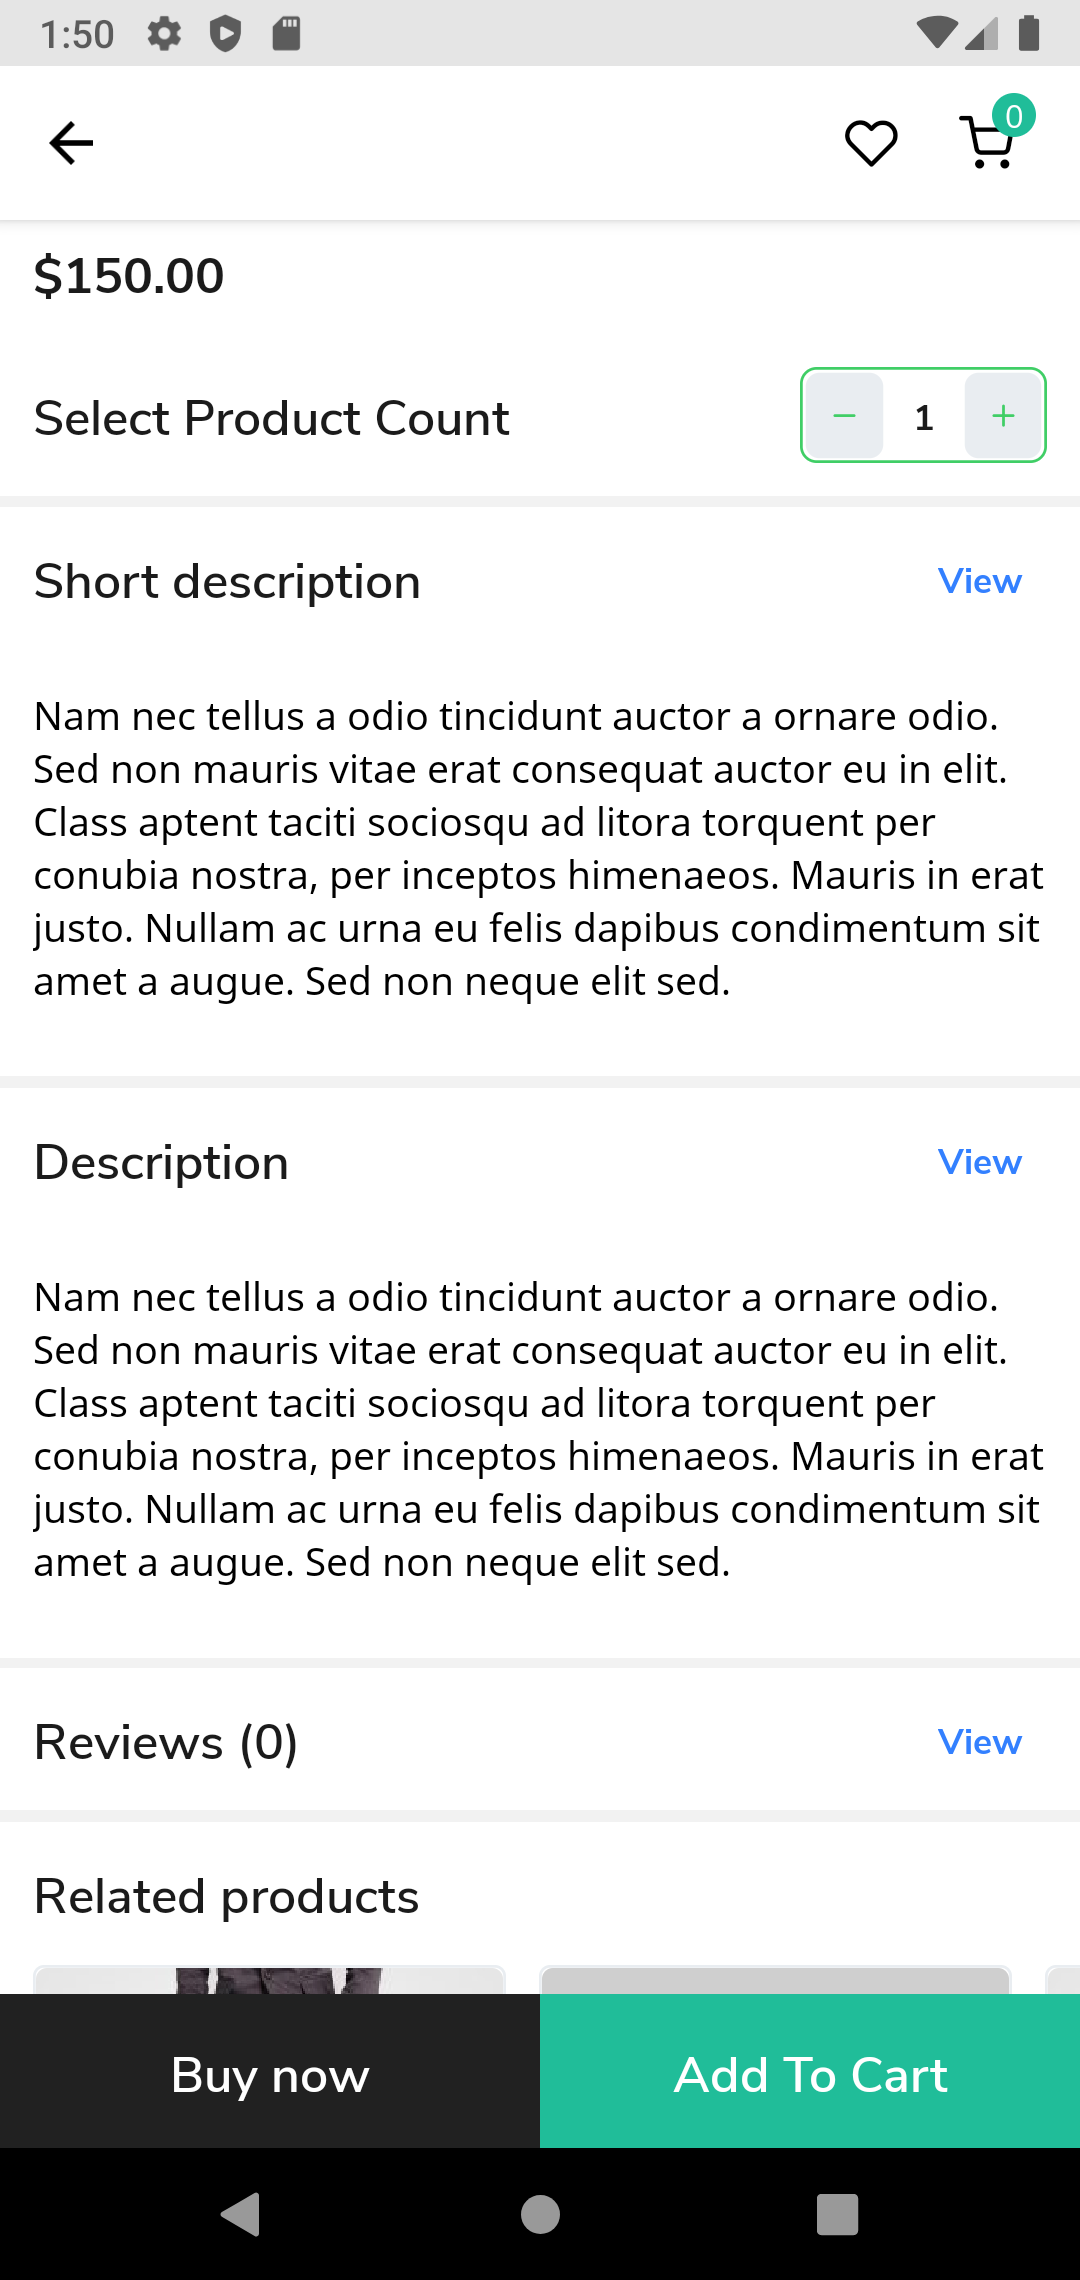 1:50
0
$150.00
Select Product Count
− 1 +
Short description
View
Nam nec tellus a odio tincidunt auctor a ornare odio.
Sed non mauris vitae erat consequat auctor eu in elit.
Class aptent taciti sociosqu ad litora torquent per
conubia nostra, per inceptos himenaeos. Mauris in erat
justo. Nullam ac urna eu felis dapibus condimentum sit
amet a augue. Sed non neque elit sed.
Description
View
Nam nec tellus a odio tincidunt auctor a ornare odio.
Sed non mauris vitae erat consequat auctor eu in elit.
Class aptent taciti sociosqu ad litora torquent per
conubia nostra, per inceptos himenaeos. Mauris in erat
justo. Nullam ac urna eu felis dapibus condimentum sit
amet a augue. Sed non neque elit sed.
Reviews (0)
View
Related products
Buy now
Add To Cart